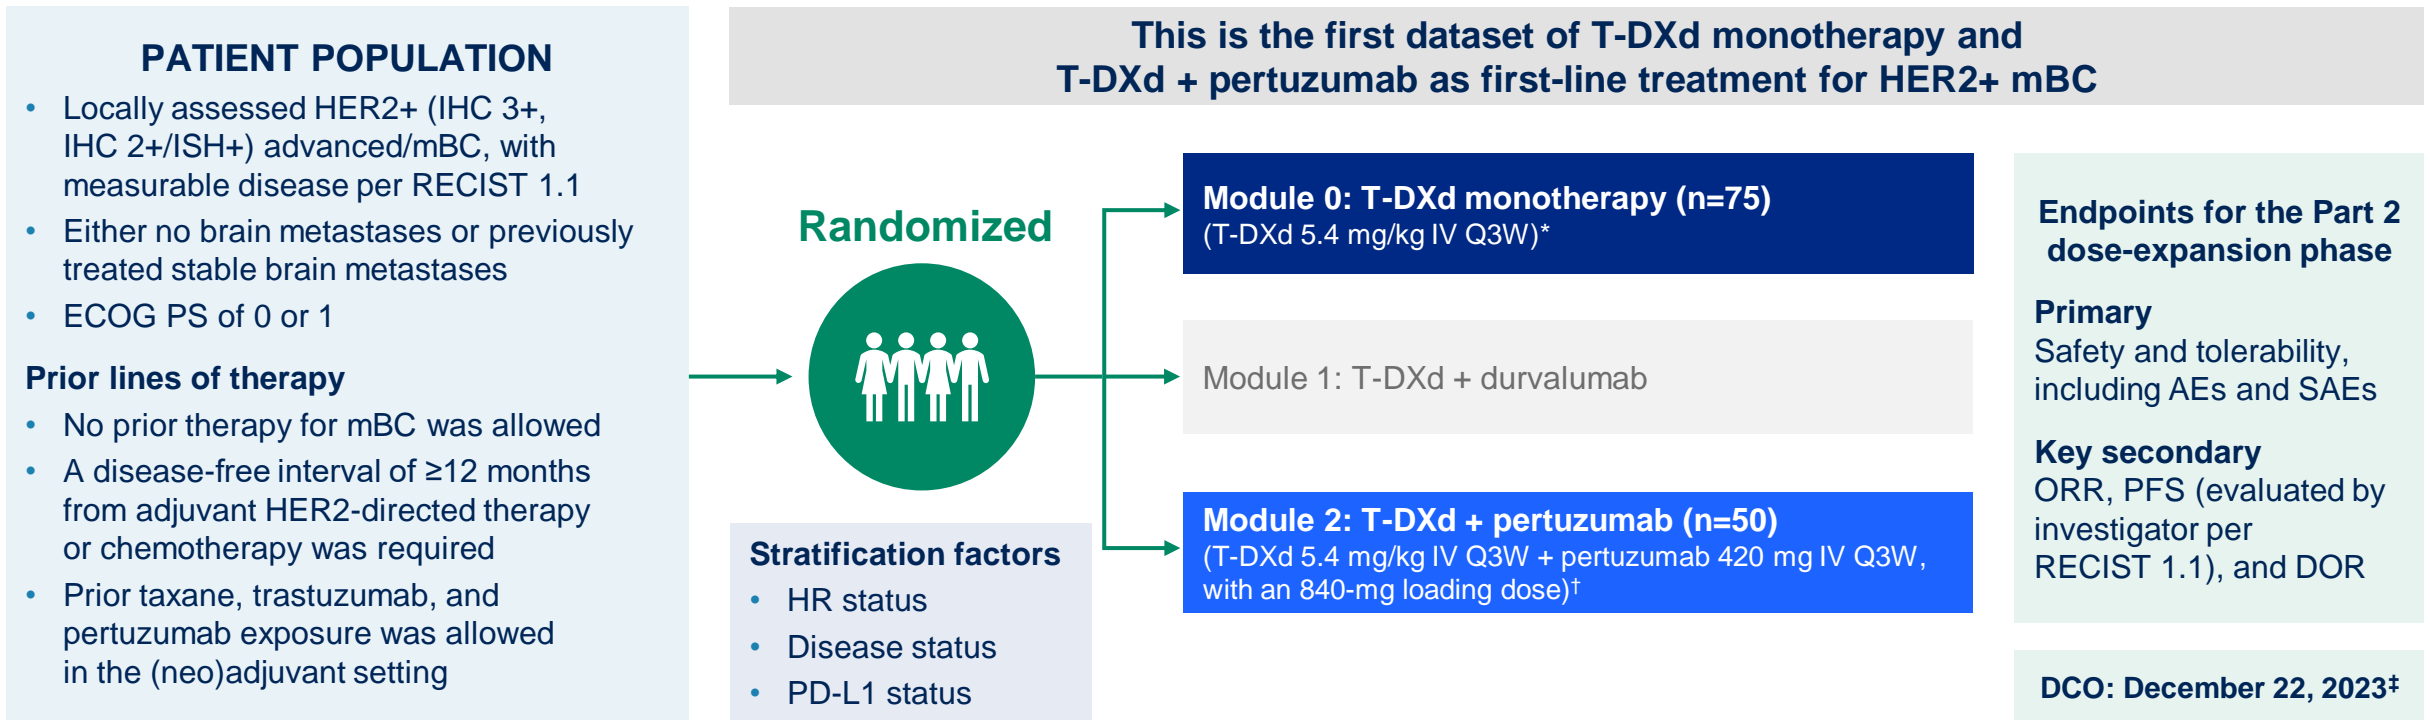 PATIENT POPULATION
• Locally assessed HER2+ (IHC 3+,
IHC 2+/ISH+) advanced/mBC, with
measurable disease per RECIST 1.1
• Either no brain metastases or previously
treated stable brain metastases
• ECOG PS of 0 or 1
Prior lines of therapy
• No prior therapy for mBC was allowed
• A disease-free interval of ≥12 months
from adjuvant HER2-directed therapy
or chemotherapy was required
• Prior taxane, trastuzumab, and
pertuzumab exposure was allowed
in the (neo)adjuvant setting
This is the first dataset of T-DXd monotherapy and
T-DXd + pertuzumab as first-line treatment for HER2+ mBC
Randomized
Stratification factors
• HR status
• Disease status
• PD-L1 status
Module 0: T-DXd monotherapy (n=75)
(T-DXd 5.4 mg/kg IV Q3W)*
Module 1: T-DXd + durvalumab
Module 2: T-DXd + pertuzumab (n=50)
(T-DXd 5.4 mg/kg IV Q3W + pertuzumab 420 mg IV Q3W,
with an 840-mg loading dose)†
Endpoints for the Part 2
dose-expansion phase
Primary
Safety and tolerability,
including AEs and SAEs
Key secondary
ORR, PFS (evaluated by
investigator per
RECIST 1.1), and DOR
DCO: December 22, 2023‡